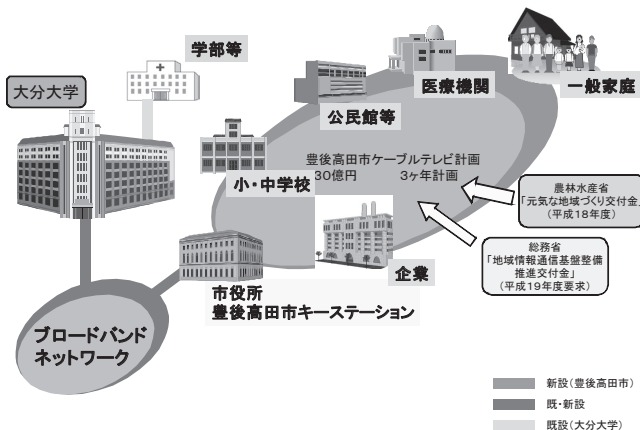 学部等
大分大学
医療機関
一般家庭
公民館等
豊後高田市ケーブルテレビ計画
30億円 3ヶ年計画
小・中学校
農林水産省
「元気な地域づくり交付金」
(平成18年度)
総務省
「地域情報通信基盤整備
推進交付金」
(平成19年度要求)
企業
市役所
豊後高田市キーステーション
ブロードバンド
ネットワーク
新設(豊後高田市)
既・新設
既設(大分大学)